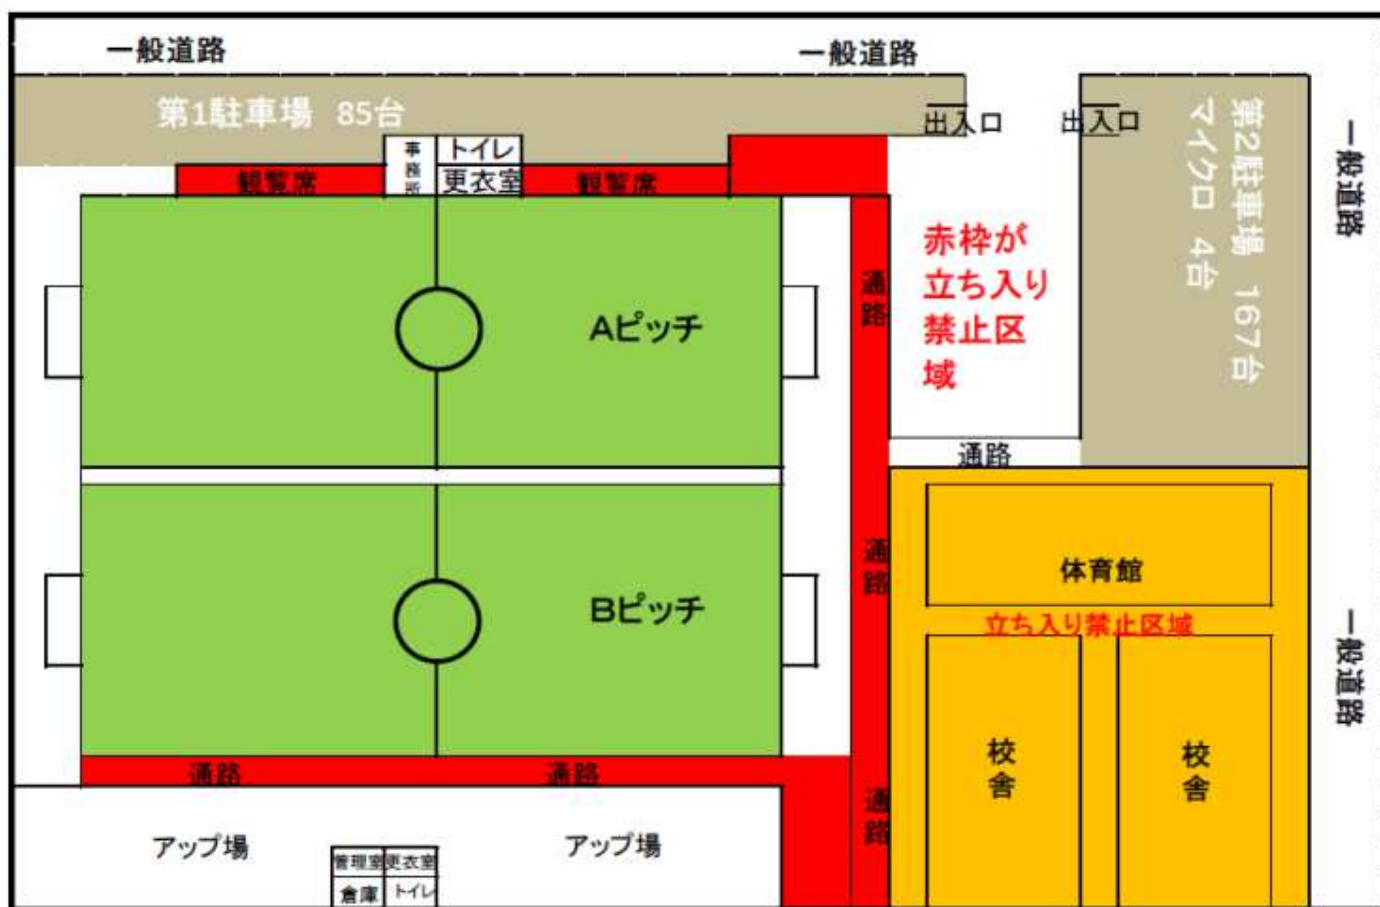 一般道路
一般道路
第1駐車場 85台
出入口
出入口
第2駐車場 167台
マイクロ 4台
一般道路
事務所
トイレ
更衣室
観覧席
観覧席
赤枠が
立ち入り
禁止区
域
通路
Aピッチ
通路
通路
Bピッチ
体育館
立ち入り禁止区域
一般道路
校舎
校舎
通路
通路
通路
アップ場
アップ場
管理室
更衣室
倉庫
トイレ